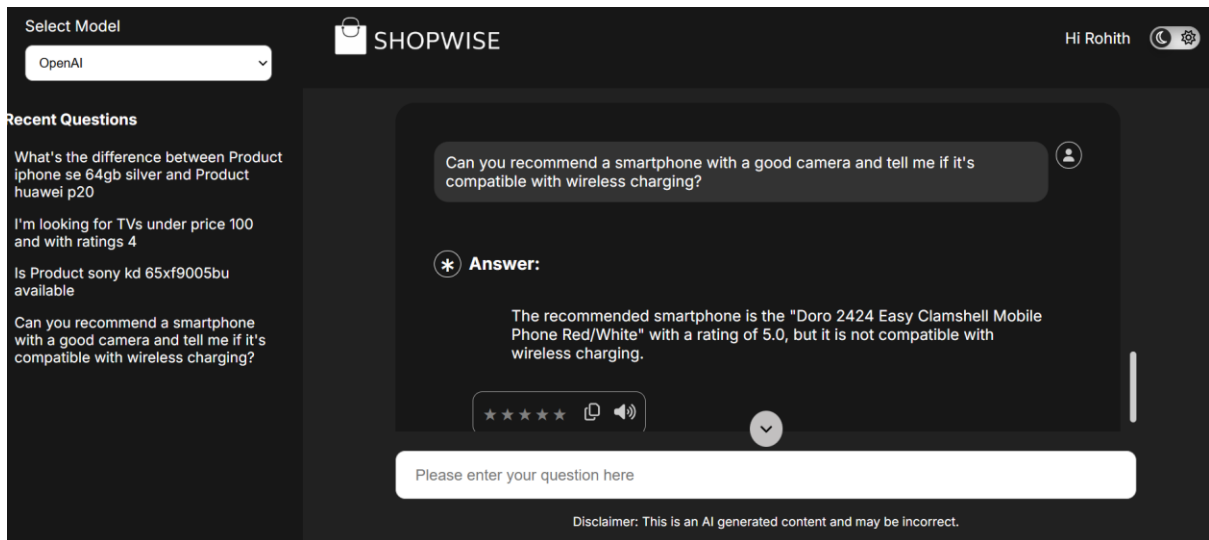 Select Model
OpenAI
Recent Questions
What's the difference between Product
iphone se 64gb silver and Product
huawei p20
I'm looking for TVs under price 100
and with ratings 4
Is Product sony kd 65xf9005bu
available
Can you recommend a smartphone
with a good camera and tell me if it's
compatible with wireless charging?
SHOPWISE
Hi Rohith
Can you recommend a smartphone with a good camera and tell me if it's
compatible with wireless charging?
Answer:
The recommended smartphone is the "Doro 2424 Easy Clamshell Mobile
Phone Red/White" with a rating of 5.0, but it is not compatible with
wireless charging.
Please enter your question here
Disclaimer: This is an AI generated content and may be incorrect.